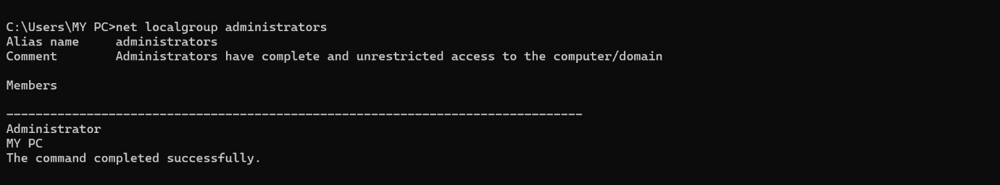 C:\Users\MY PC>net localgroup administrators
Alias name     administrators
Comment        Administrators have complete and unrestricted access to the computer/domain
Members
-------------------------------------------------------------------------------
Administrator
MY PC
The command completed successfully.